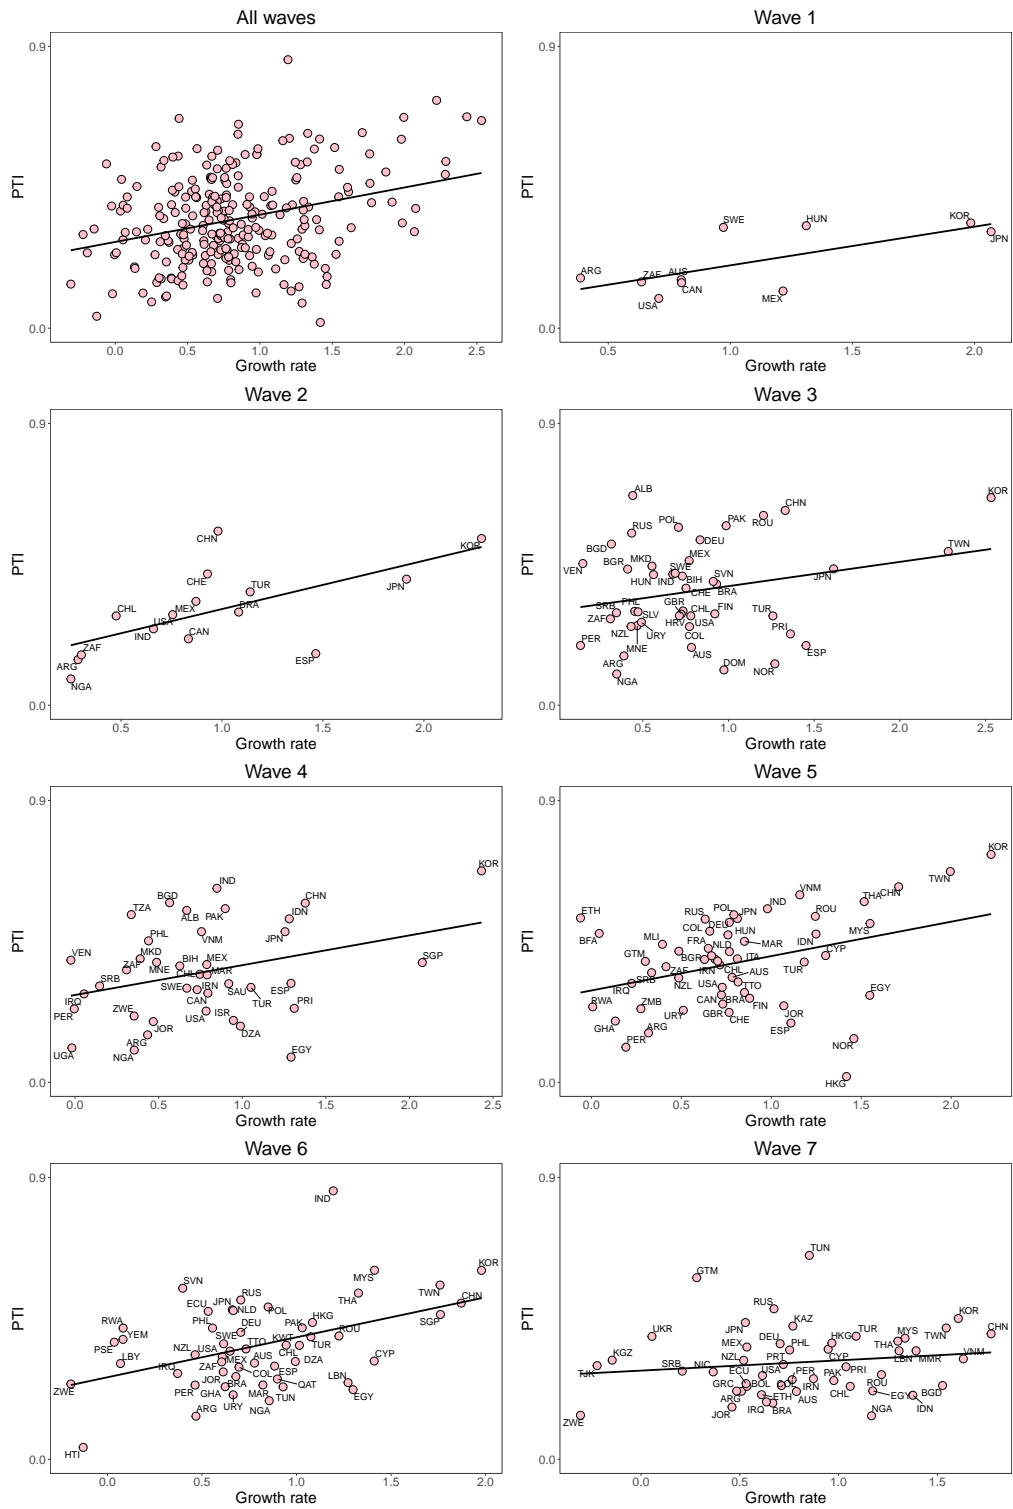 All waves
Wave 1
0.9
0.0
PTI
0.0 0.5 1.0 1.5 2.0 2.5
Growth rate
0.9
0.0
PTI
SWE HUN KOR
JPN
ARG ZAF AUS
CAN
USA MEX
0.5 1.0 1.5 2.0
Growth rate
Wave 2
Wave 3
0.9
0.0
PTI
CHN
KOR
CHE TUR JPN
CHL MEX BRA
USA
IND CAN
ZAF ESP
ARG
NGA
0.5 1.0 1.5 2.0
Growth rate
0.9
0.0
PTI
ALB KOR
CHN
RUS POL PAK ROU
BGD DEU TWN
VEN BGR MKD MEX
HUN IND SWE SVN JPN
BIH
CHE BRA
SRB PHL GBR FIN TUR
ZAF SLV CHL
NZL URY HRV USA PRI
MNE COL
PER AUS ESP
ARG DOM NOR
NGA
0.5 1.0 1.5 2.0 2.5
Growth rate
Wave 4
Wave 5
0.9
0.0
PTI
KOR
IND
BGD CHN
TZA ALB PAK IDN
PHL VNM JPN
VEN MKD SGP
ZAF MNE BIH MEX
CHL MAR
SRB SWE IRN SAU ESP
IRQ CAN TUR
PER ZWE USA PRI
JOR ISR
ARG DZA
UGA NGA EGY
0.0 0.5 1.0 1.5 2.0 2.5
Growth rate
0.9
0.0
PTI
KOR
TWN
VNM THA CHN
ETH RUS POL JPN IND ROU
BFA COL DEU HUN MYS
MLI FRA MAR IDN
BGR NLD ITA CYP
ZAF IRN CHL TUR
SRB NZL AUS
IRQ USA TTO EGY
RWA ZMB CAN BRA FIN
URY GBR CHE JOR
GHA ARG ESP
PER NOR
HKG
0.0 0.5 1.0 1.5 2.0
Growth rate
Wave 6
Wave 7
0.9
0.0
PTI
IND
SVN MYS KOR
JPN RUS THA TWN CHN
ECU NLD POL SGP
RWA PHL DEU PAK HKG
YEM SWE ROU
PSE NZL USA TTO KWT TUR
LBY ZAF MEX AUS CHL DZA CYP
IRQ JOR COL ESP
ZWE PER BRA QAT LBN
GHA MAR EGY
URY TUN
ARG NGA
HTI
0.0 0.5 1.0 1.5 2.0
Growth rate
0.9
0.0
PTI
TUN
GTM
RUS KOR
UKR JPN KAZ TWN CHN
MEX DEU HKG TUR MYS
PHL THA
KGZ NZL PRT CYP LBN MMR VNM
TJK SRB NIC USA PRI
ECU PER PAK ROU
GRC BOL COL IRN BGD
ETH AUS CHL EGY
JOR IRQ BRA IDN
ZWE NGA
0.0 0.5 1.0 1.5
Growth rate